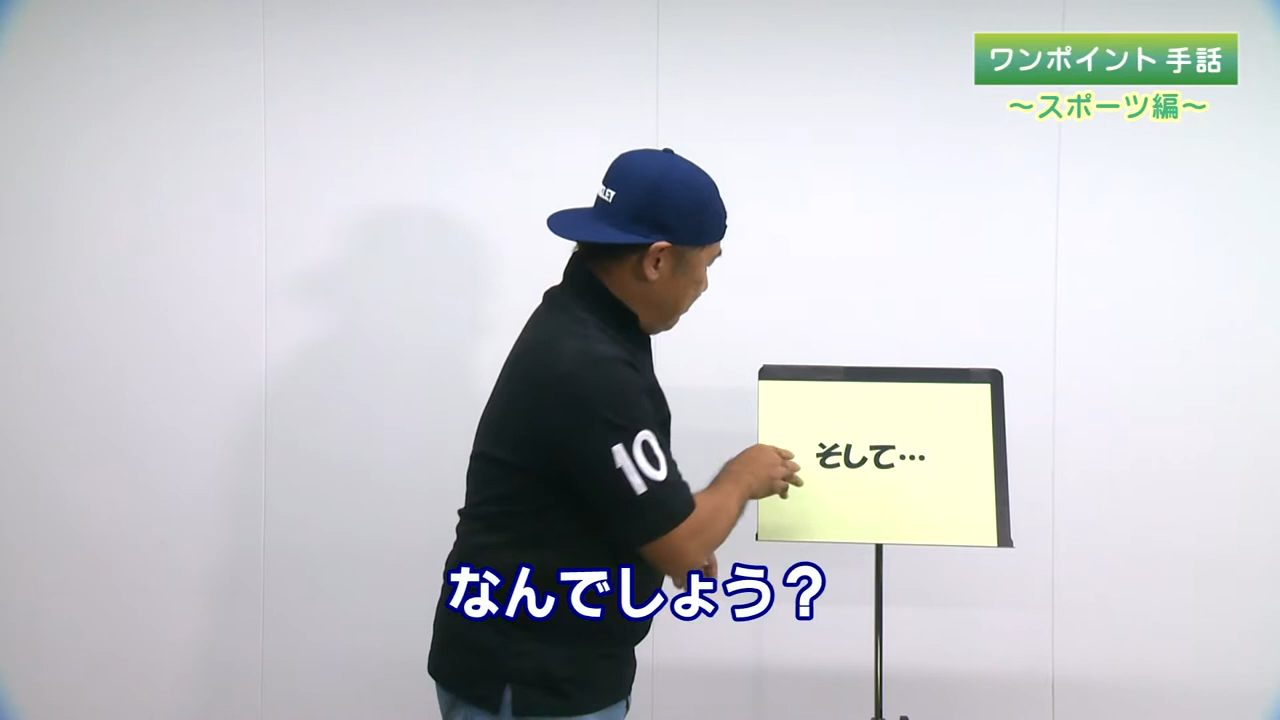 ワンポイント 手話
〜スポーツ編〜
10
そして…
なんでしょう？